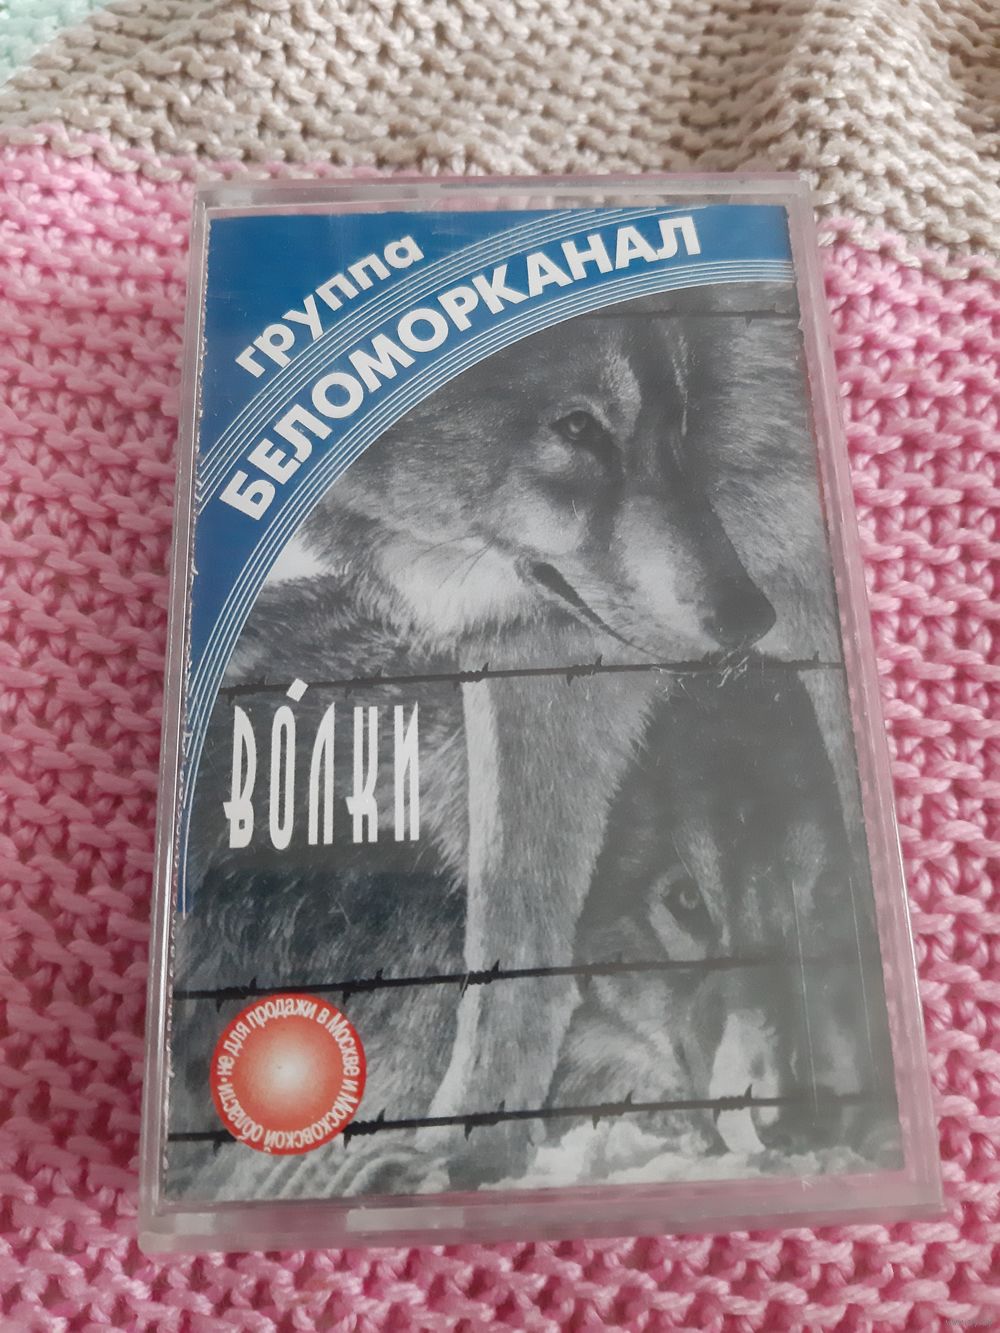 группа
БЕЛОМОРКАНАЛ
ВОЛКИ
не для продажи в Москве и Московской области •